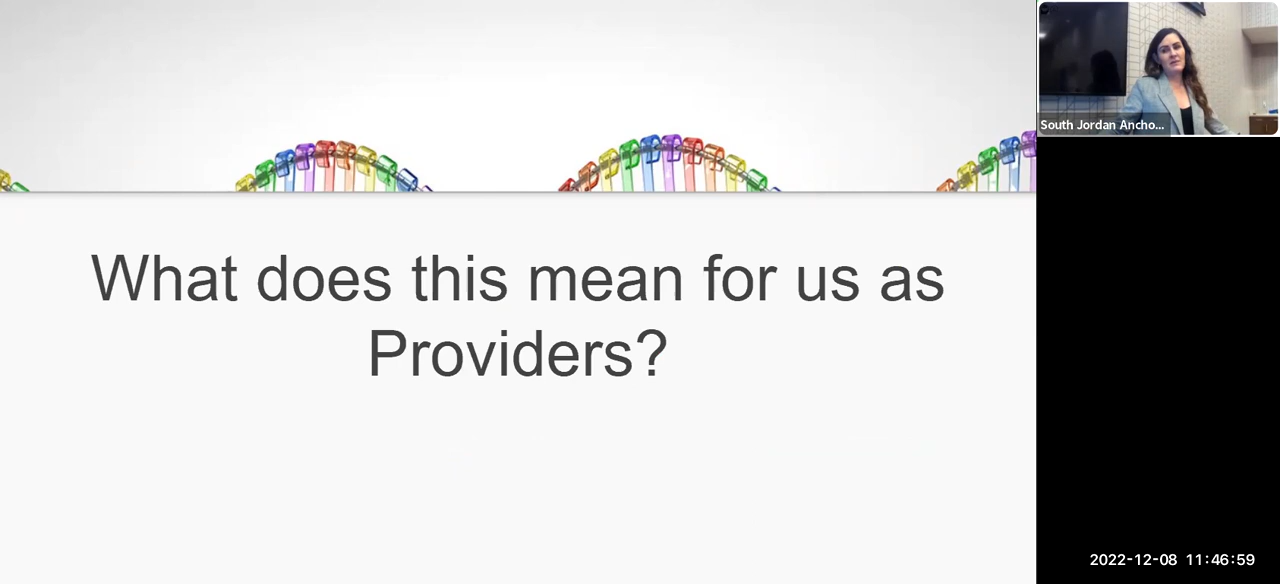 What does this mean for us as
Providers?
South Jordan Ancho...
2022-12-08 11:46:59